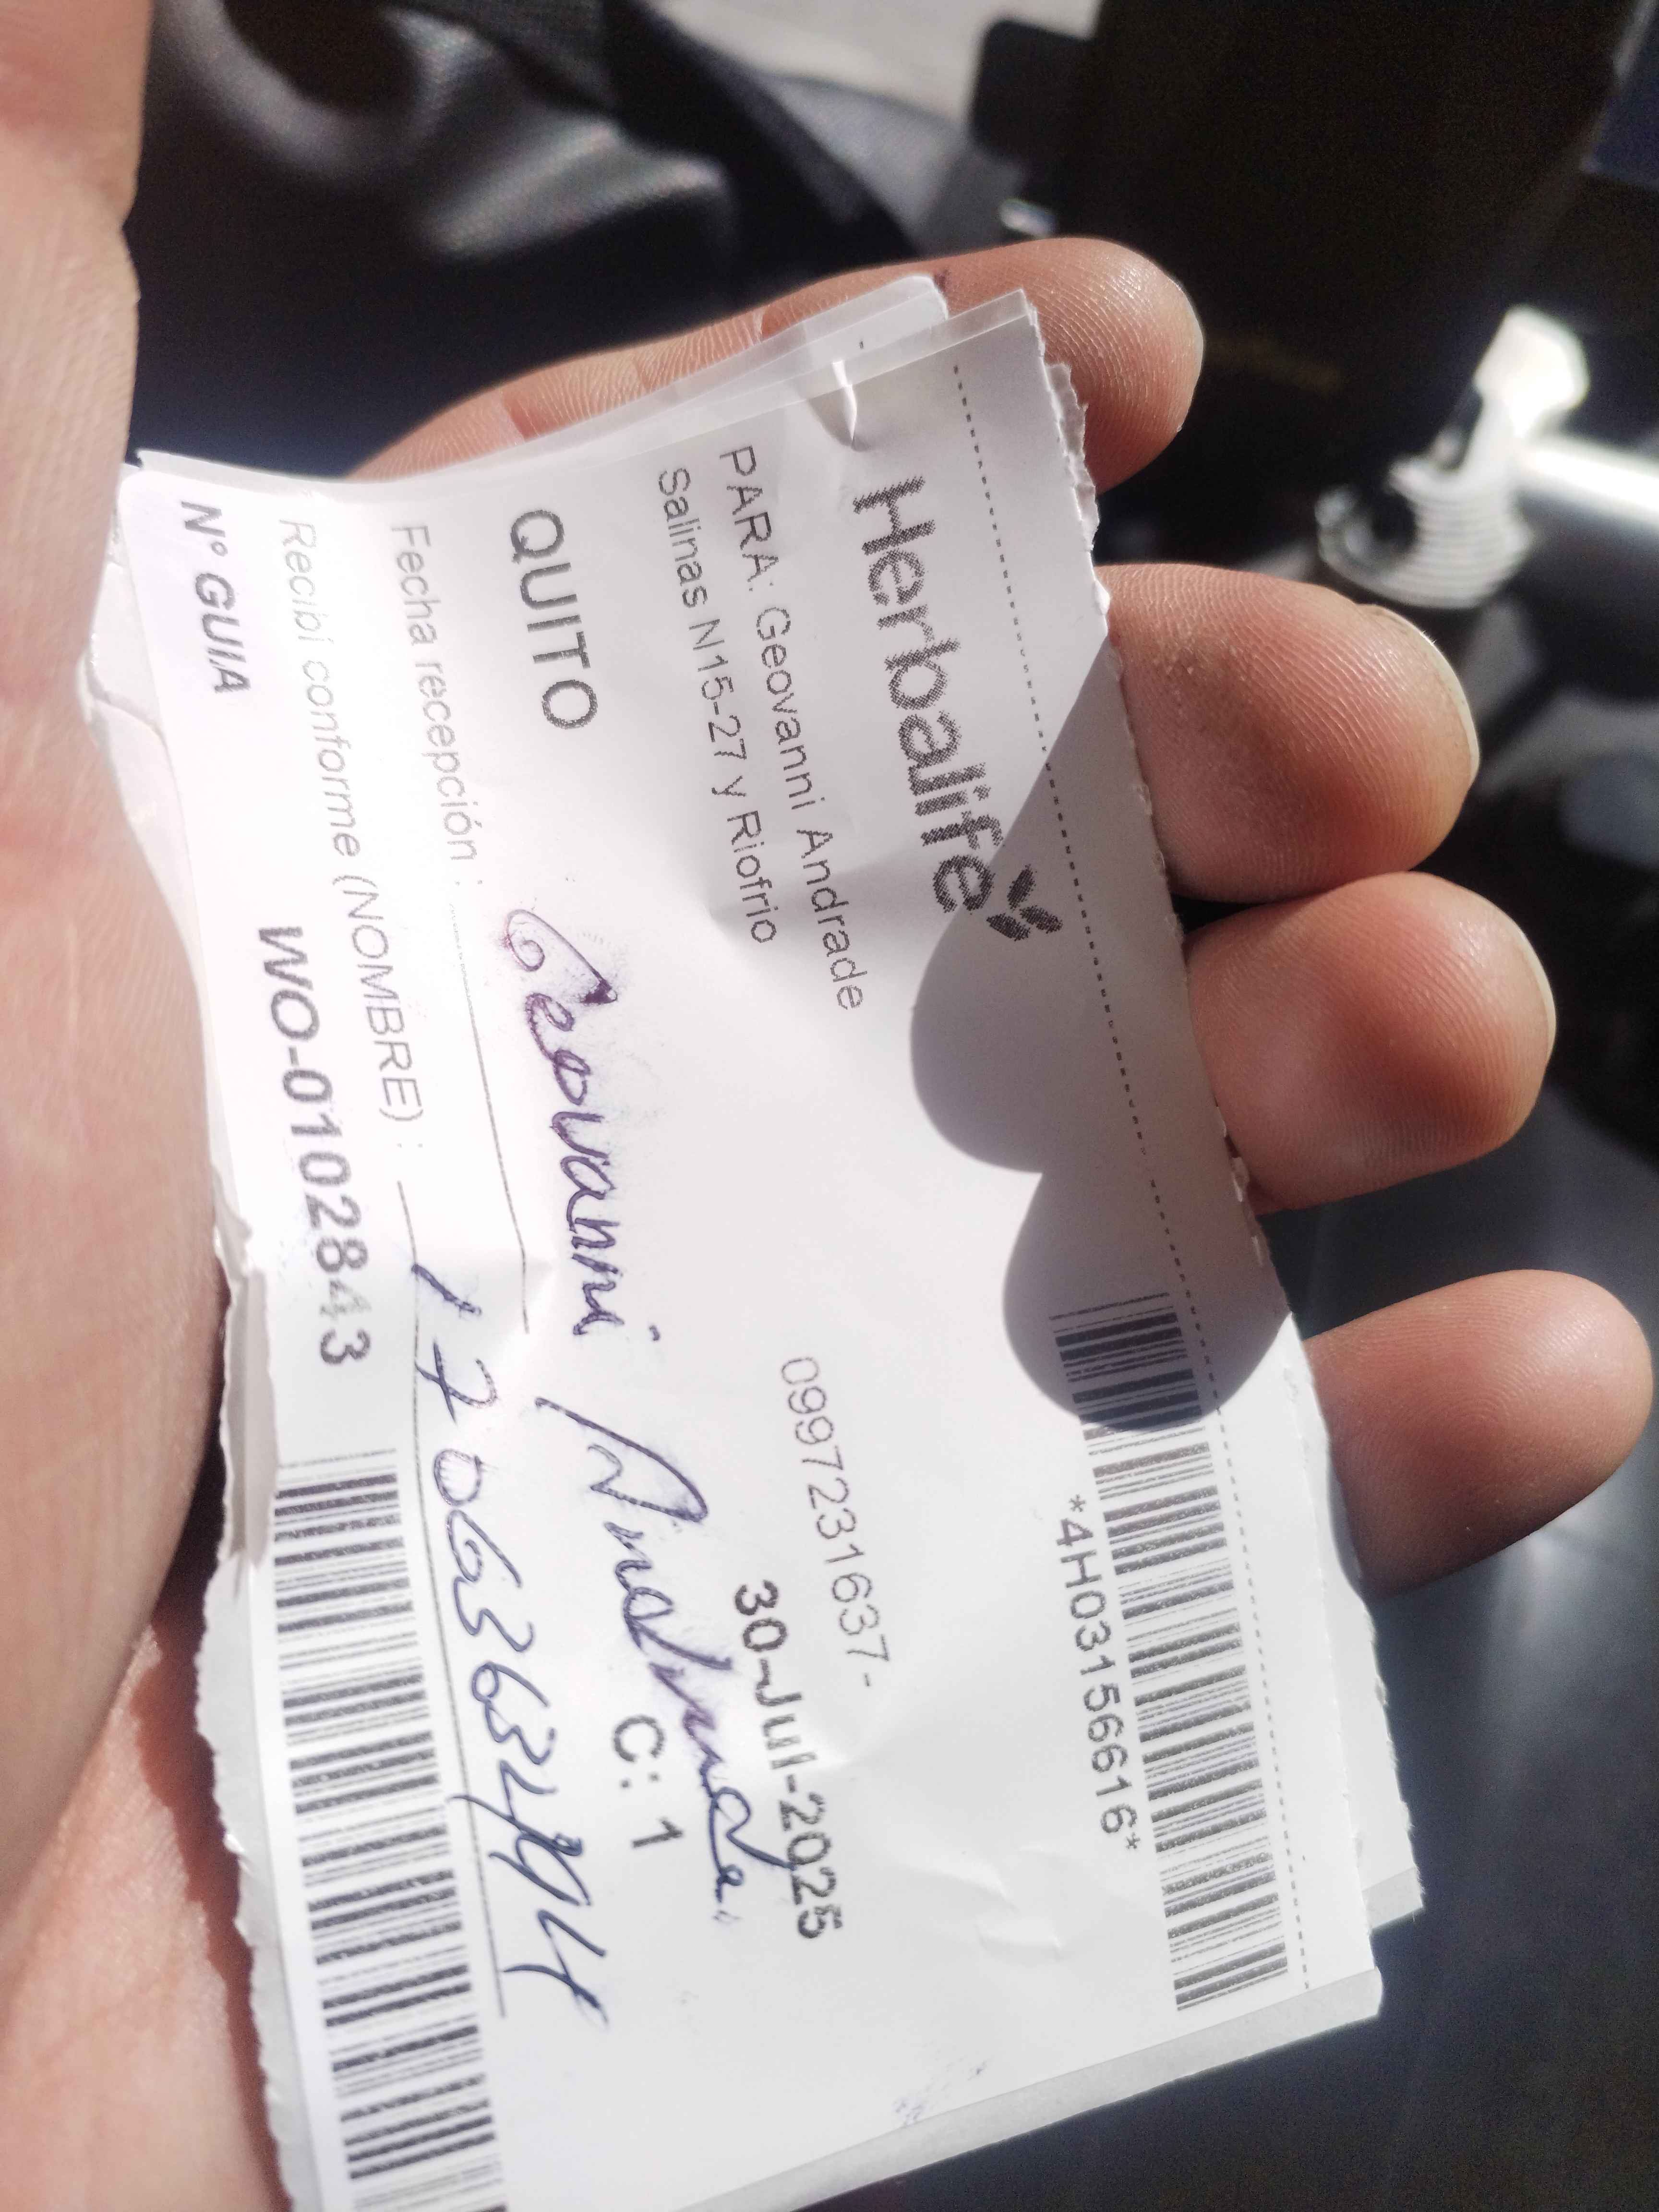 Herbalife
*4H03156616*
PARA: Geovanni Andrade
0997231637 -
Salinas N15-27 y Riofrio
30-Jul-2025
QUITO
C: 1
Geovanni Andrade
Fecha recepción :
Recibí conforme (NOMBRE) :
Nº GUIA
WO-01028443